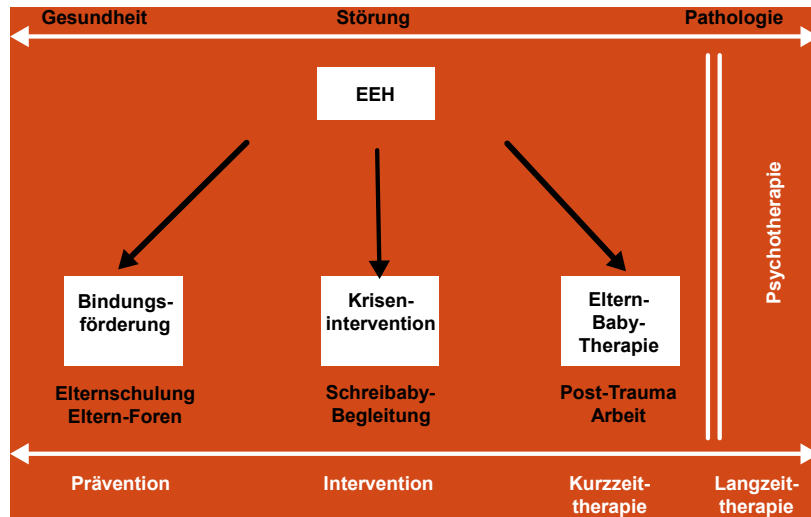 Gesundheit Störung Pathologie
EEH
Psychotherapie
Bindungs-
förderung
Krisen-
intervention
Eltern-
Baby-
Therapie
Elternschulung
Eltern-Foren
Schreibaby-
Begleitung
Post-Trauma
Arbeit
Prävention
Intervention
Kurzzeit-
therapie
Langzeit-
therapie